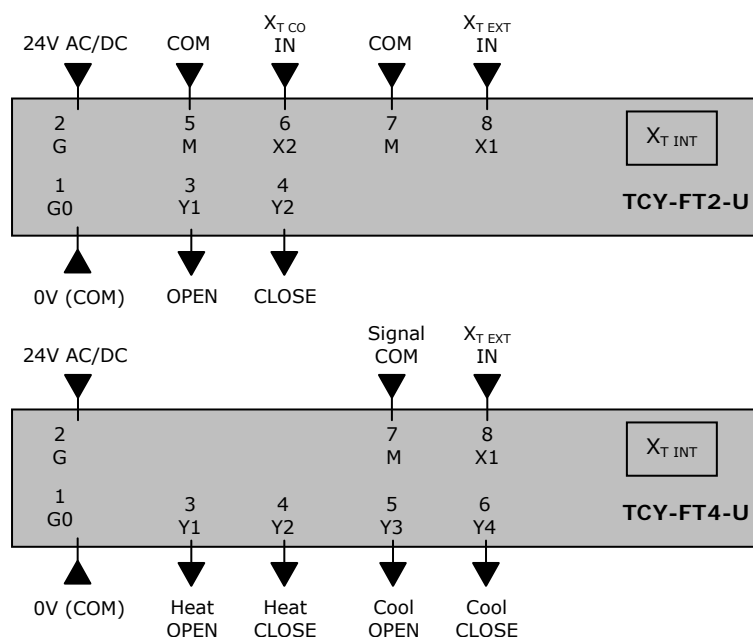 24V AC/DC COM X T CO IN COM X T EXT IN
2 5 6 7 8
G M X2 M X1
X T INT
1 3 4
G0 Y1 Y2
TCY-FT2-U
0V (COM) OPEN CLOSE
24V AC/DC Signal COM X T EXT IN
2 7 8
G M X1
X T INT
1 3 4 5 6
G0 Y1 Y2 Y3 Y4
TCY-FT4-U
0V (COM) Heat OPEN Heat CLOSE Cool OPEN Cool CLOSE